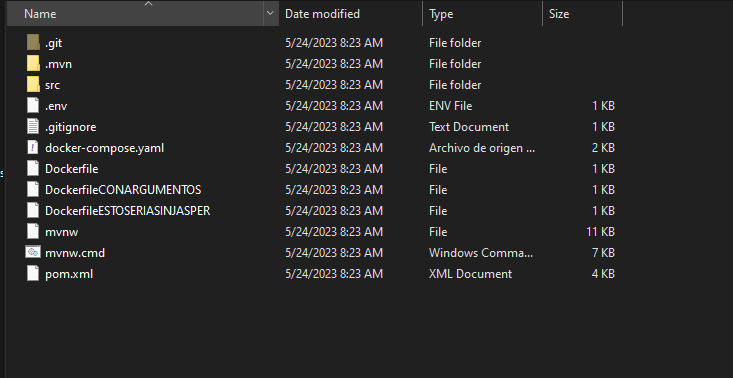 Name Date modified Type Size
.git 5/24/2023 8:23 AM File folder
.mvn 5/24/2023 8:23 AM File folder
src 5/24/2023 8:23 AM File folder
.env 5/24/2023 8:23 AM ENV File 1 KB
.gitignore 5/24/2023 8:23 AM Text Document 1 KB
docker-compose.yaml 5/24/2023 8:23 AM Archivo de origen ... 2 KB
Dockerfile 5/24/2023 8:23 AM File 1 KB
DockerfileCONARGUMENTOS 5/24/2023 8:23 AM File 1 KB
DockerfileESTOSERIASINJASPER 5/24/2023 8:23 AM File 1 KB
mvnw 5/24/2023 8:23 AM File 11 KB
mvnw.cmd 5/24/2023 8:23 AM Windows Comma... 7 KB
pom.xml 5/24/2023 8:23 AM XML Document 4 KB